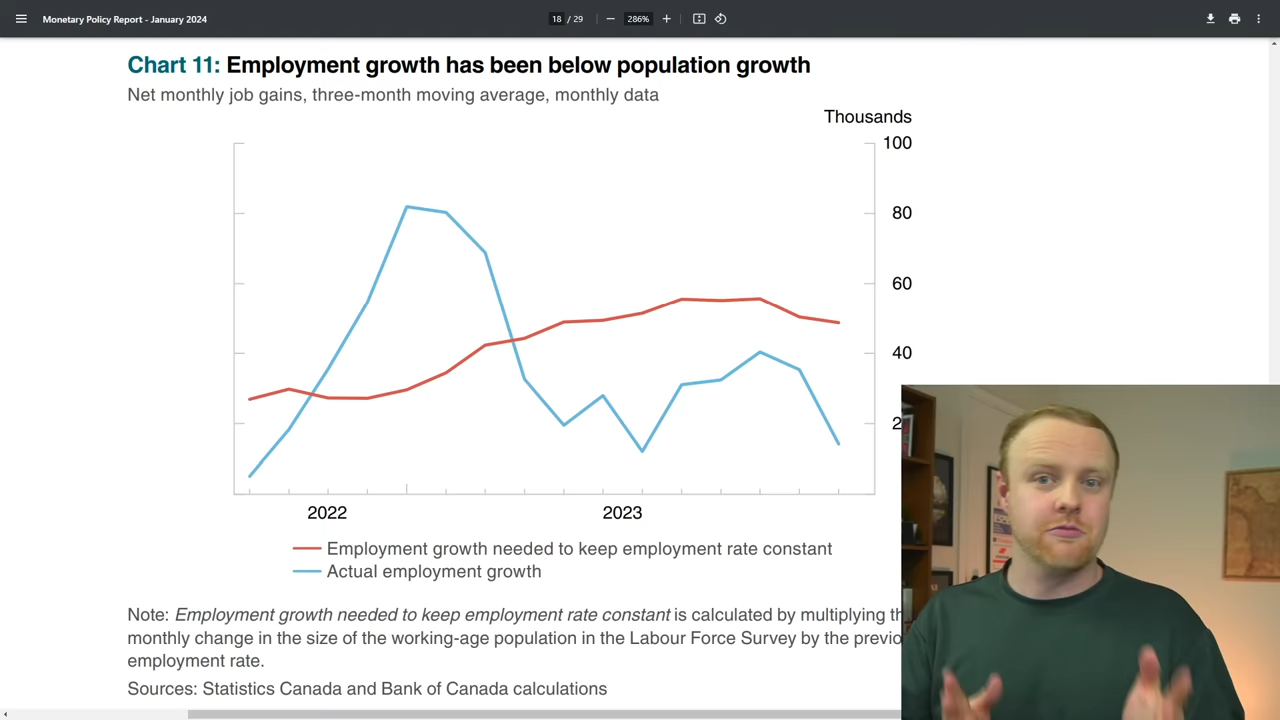 Monetary Policy Report - January 2024
18 / 29
286%
Chart 11: Employment growth has been below population growth
Net monthly job gains, three-month moving average, monthly data
Thousands
100
80
60
40
2
2022
2023
Employment growth needed to keep employment rate constant
Actual employment growth
Note: Employment growth needed to keep employment rate constant is calculated by multiplying
monthly change in the size of the working-age population in the Labour Force Survey by the
employment rate.
Sources: Statistics Canada and Bank of Canada calculations